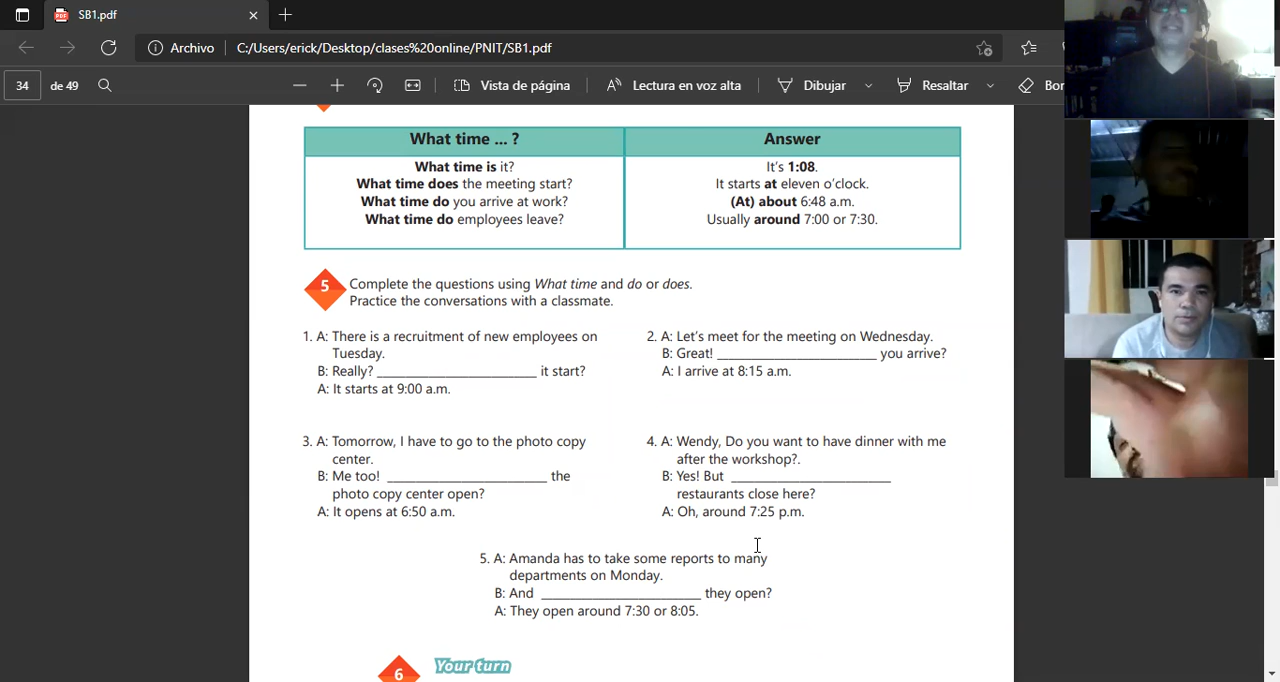 SB1.pdf
Archivo C:/Users/erick/Desktop/clases%20online/PNIT/SB1.pdf
34 de 49 Vista de página Lectura en voz alta Dibujar Resaltar
What time ... ? Answer
What time is it? It's 1:08.
What time does the meeting start? It starts at eleven o'clock.
What time do you arrive at work? (At) about 6:48 a.m.
What time do employees leave? Usually around 7:00 or 7:30.
5 Complete the questions using What time and do or does.
Practice the conversations with a classmate.
1. A: There is a recruitment of new employees on
Tuesday.
B: Really? ______________________ it start?
A: It starts at 9:00 a.m.
2. A: Let's meet for the meeting on Wednesday.
B: Great! ______________________ you arrive?
A: I arrive at 8:15 a.m.
3. A: Tomorrow, I have to go to the photo copy
center.
B: Me too! ______________________ the
photo copy center open?
A: It opens at 6:50 a.m.
4. A: Wendy, Do you want to have dinner with me
after the workshop?.
B: Yes! But ______________________
restaurants close here?
A: Oh, around 7:25 p.m.
5. A: Amanda has to take some reports to many
departments on Monday.
B: And ______________________ they open?
A: They open around 7:30 or 8:05.
6 Your turn